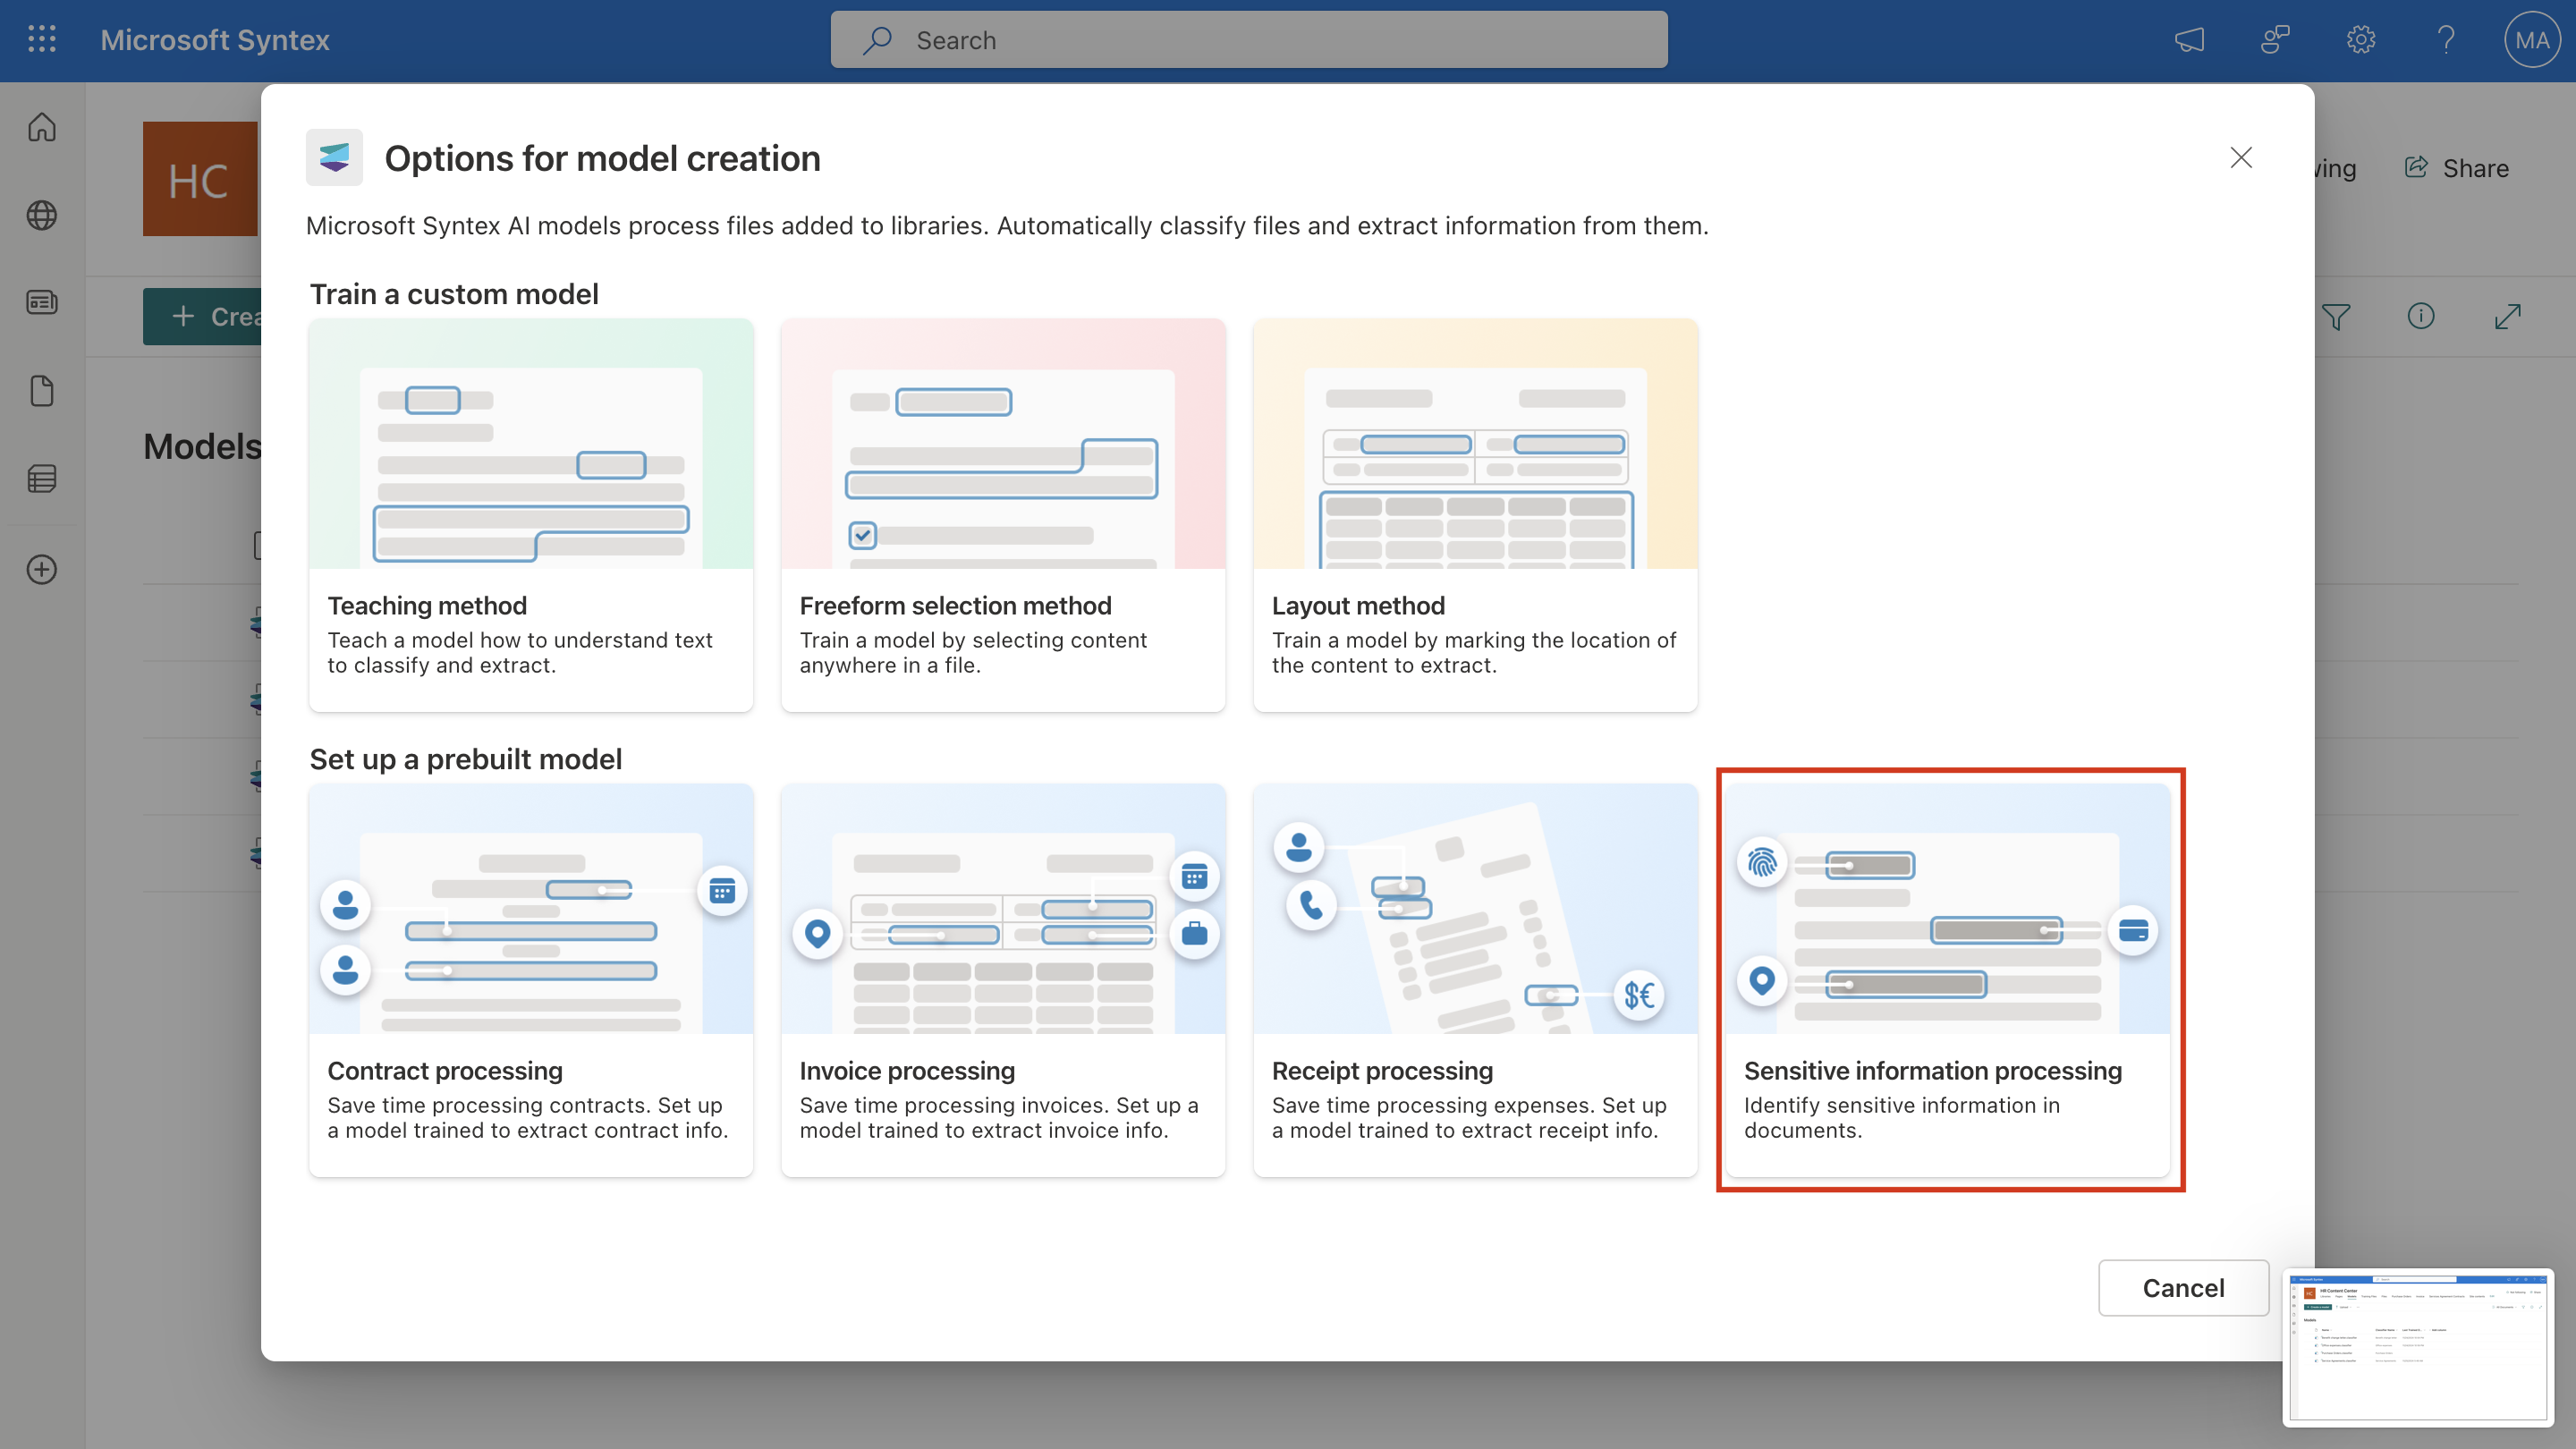 Microsoft Syntex
Search
MA
HC
Options for model creation
wing
Share
Microsoft Syntex AI models process files added to libraries. Automatically classify files and extract information from them.
Train a custom model
Crea
Models
Teaching method
Teach a model how to understand text
to classify and extract.
Freeform selection method
Train a model by selecting content
anywhere in a file.
Layout method
Train a model by marking the location of
the content to extract.
Set up a prebuilt model
$€
Contract processing
Save time processing contracts. Set up
a model trained to extract contract info.
Invoice processing
Save time processing invoices. Set up a
model trained to extract invoice info.
Receipt processing
Save time processing expenses. Set up
a model trained to extract receipt info.
Sensitive information processing
Identify sensitive information in
documents.
Cancel
HR Content Center
Models